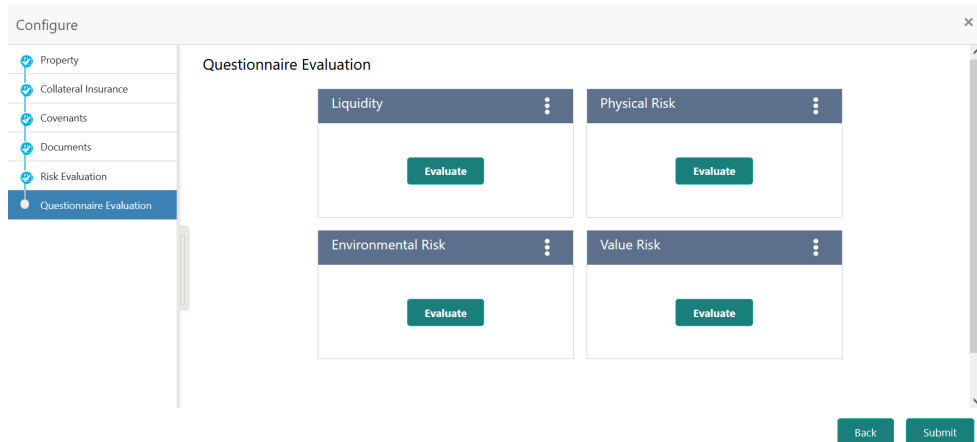 Configure
Property
Collateral Insurance
Covenants
Documents
Risk Evaluation
Questionnaire Evaluation
Questionnaire Evaluation
Liquidity
Physical Risk
Evaluate
Evaluate
Environmental Risk
Value Risk
Evaluate
Evaluate
Back
Submit